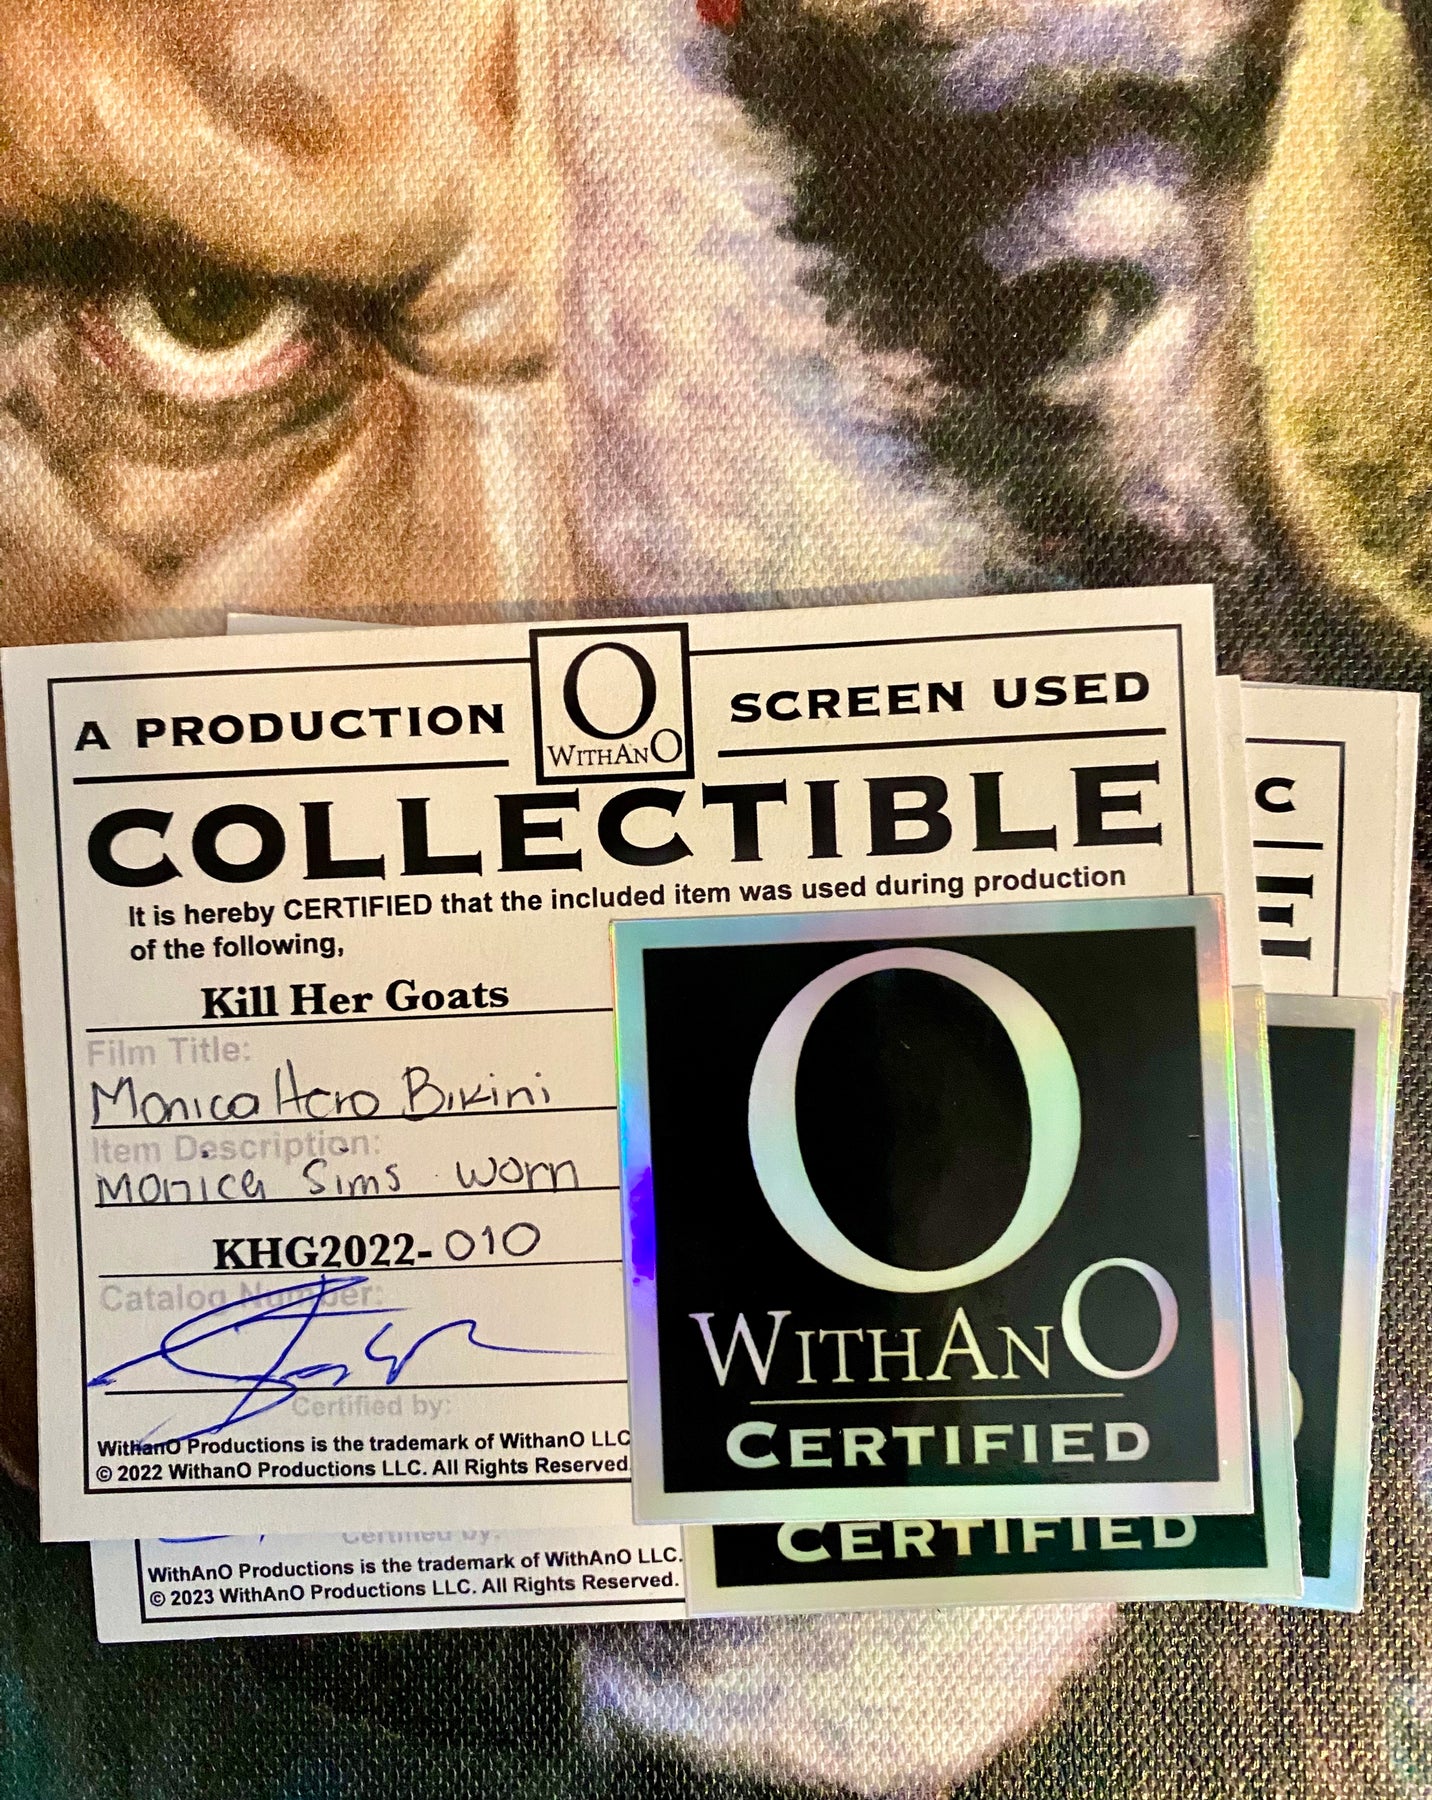 A PRODUCTION
O
WITHANO
SCREEN USED
COLLECTIBLE
It is hereby CERTIFIED that the included item was used during production
of the following,
Kill Her Goats
Film Title:
Monica Hero Bikini
Item Description:
Monica Sims worn
KHG2022-010
Catalog Number:
Certified by:
WithanO Productions is the trademark of WithanO LLC
© 2022 WithanO Productions LLC. All Rights Reserved.
O
WITHANO
CERTIFIED
C
CERTIFIED
Certified by:
WithAnO Productions is the trademark of WithAnO LLC.
© 2023 WithAnO Productions LLC. All Rights Reserved.